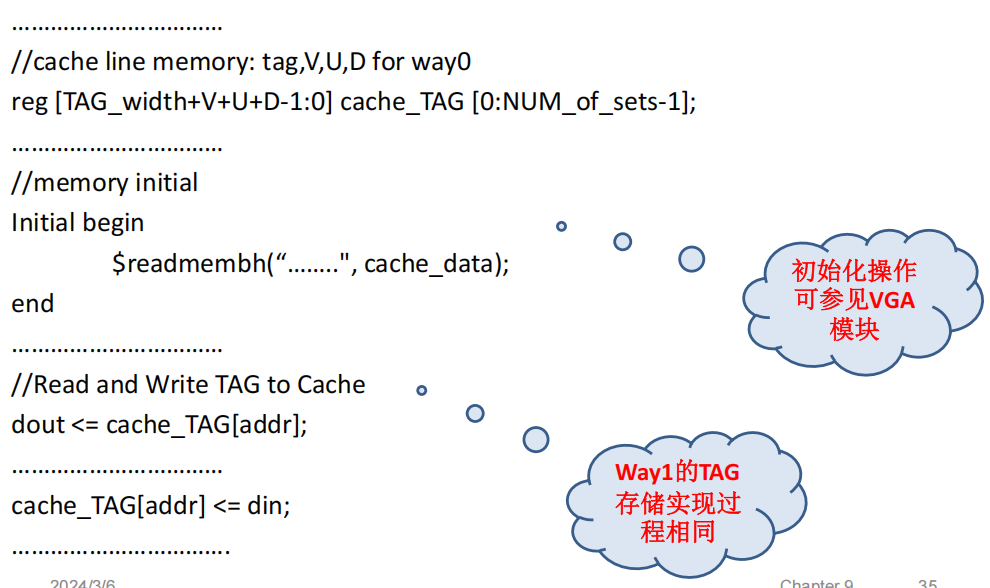 ……………………………
//cache line memory: tag,V,U,D for way0
reg [TAG_width+V+U+D-1:0] cache_TAG [0:NUM_of_sets-1];
……………………………
//memory initial
Initial begin
$readmembh(“…….." , cache_data);
end
……………………………
//Read and Write TAG to Cache
dout <= cache_TAG[addr];
……………………………
cache_TAG[addr] <= din;
…………………………….
初始化操作
可参见VGA
模块
Way1的TAG
存储实现过
程相同
2024/3/6
Chapter 9
35